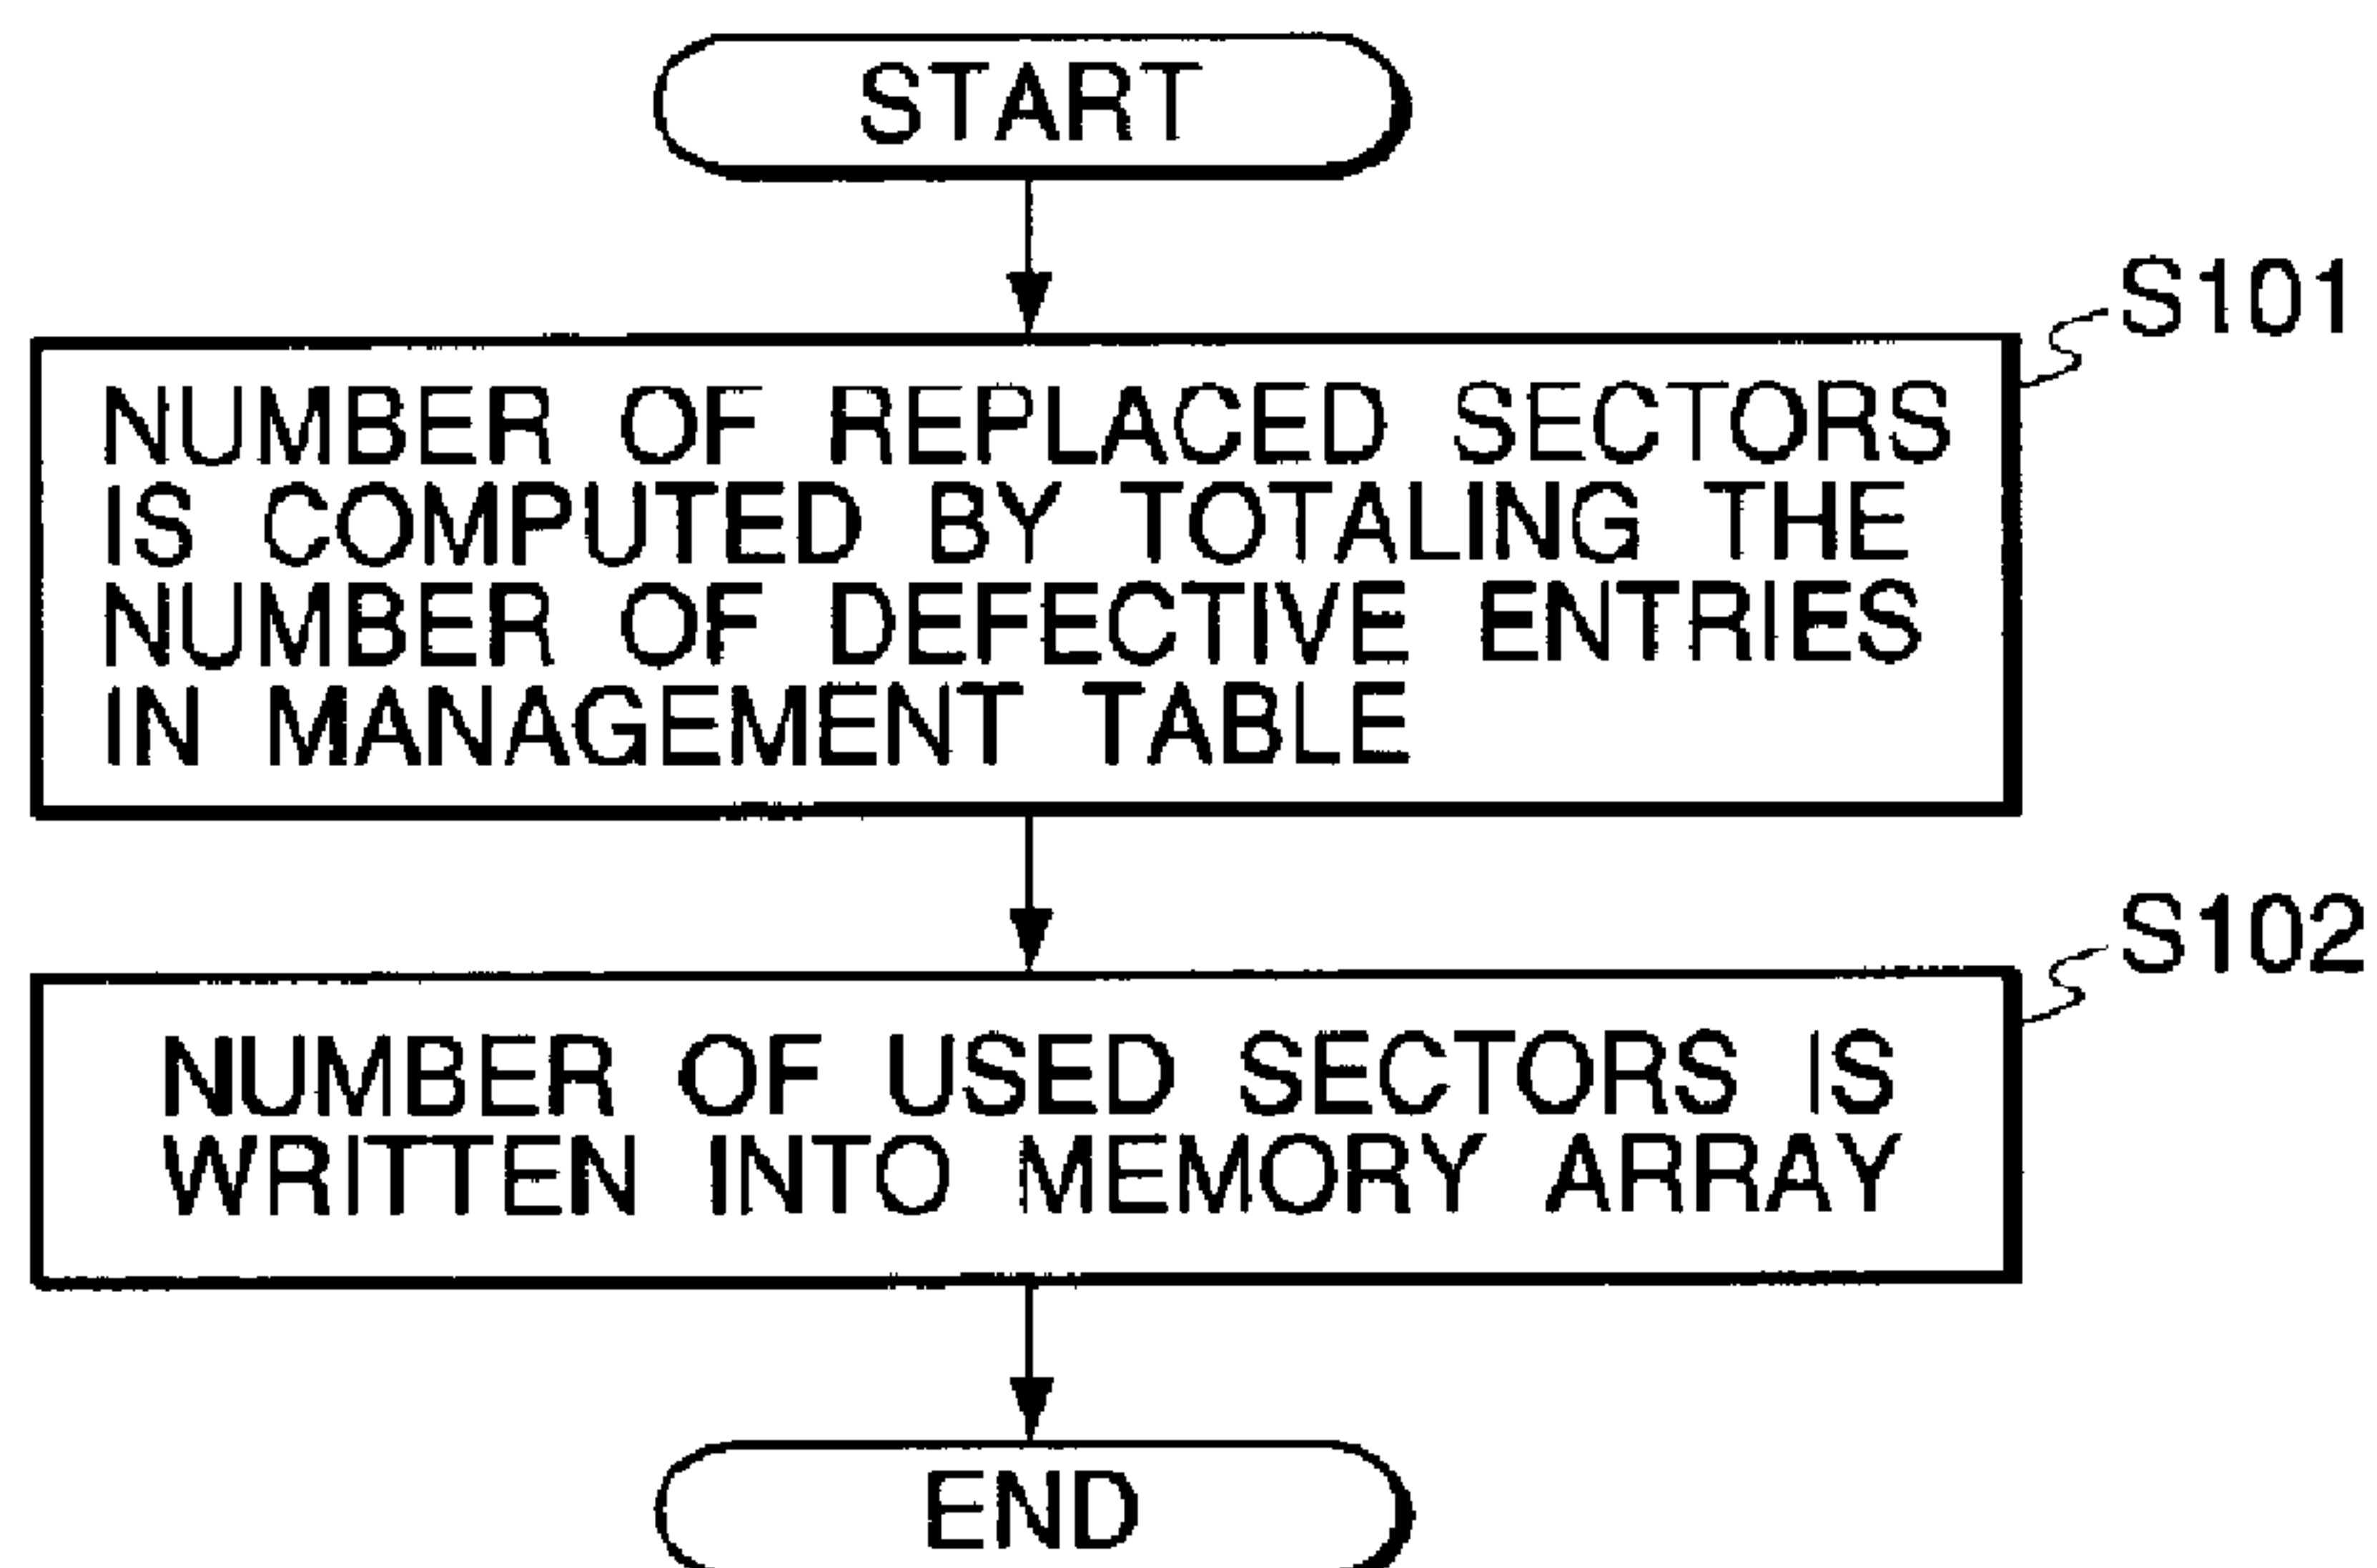 START
S101
NUMBER OF REPLACED SECTORS
IS COMPUTED BY TOTALING THE
NUMBER OF DEFECTIVE ENTRIES
IN MANAGEMENT TABLE
S102
NUMBER OF USED SECTORS IS
WRITTEN INTO MEMORY ARRAY
END